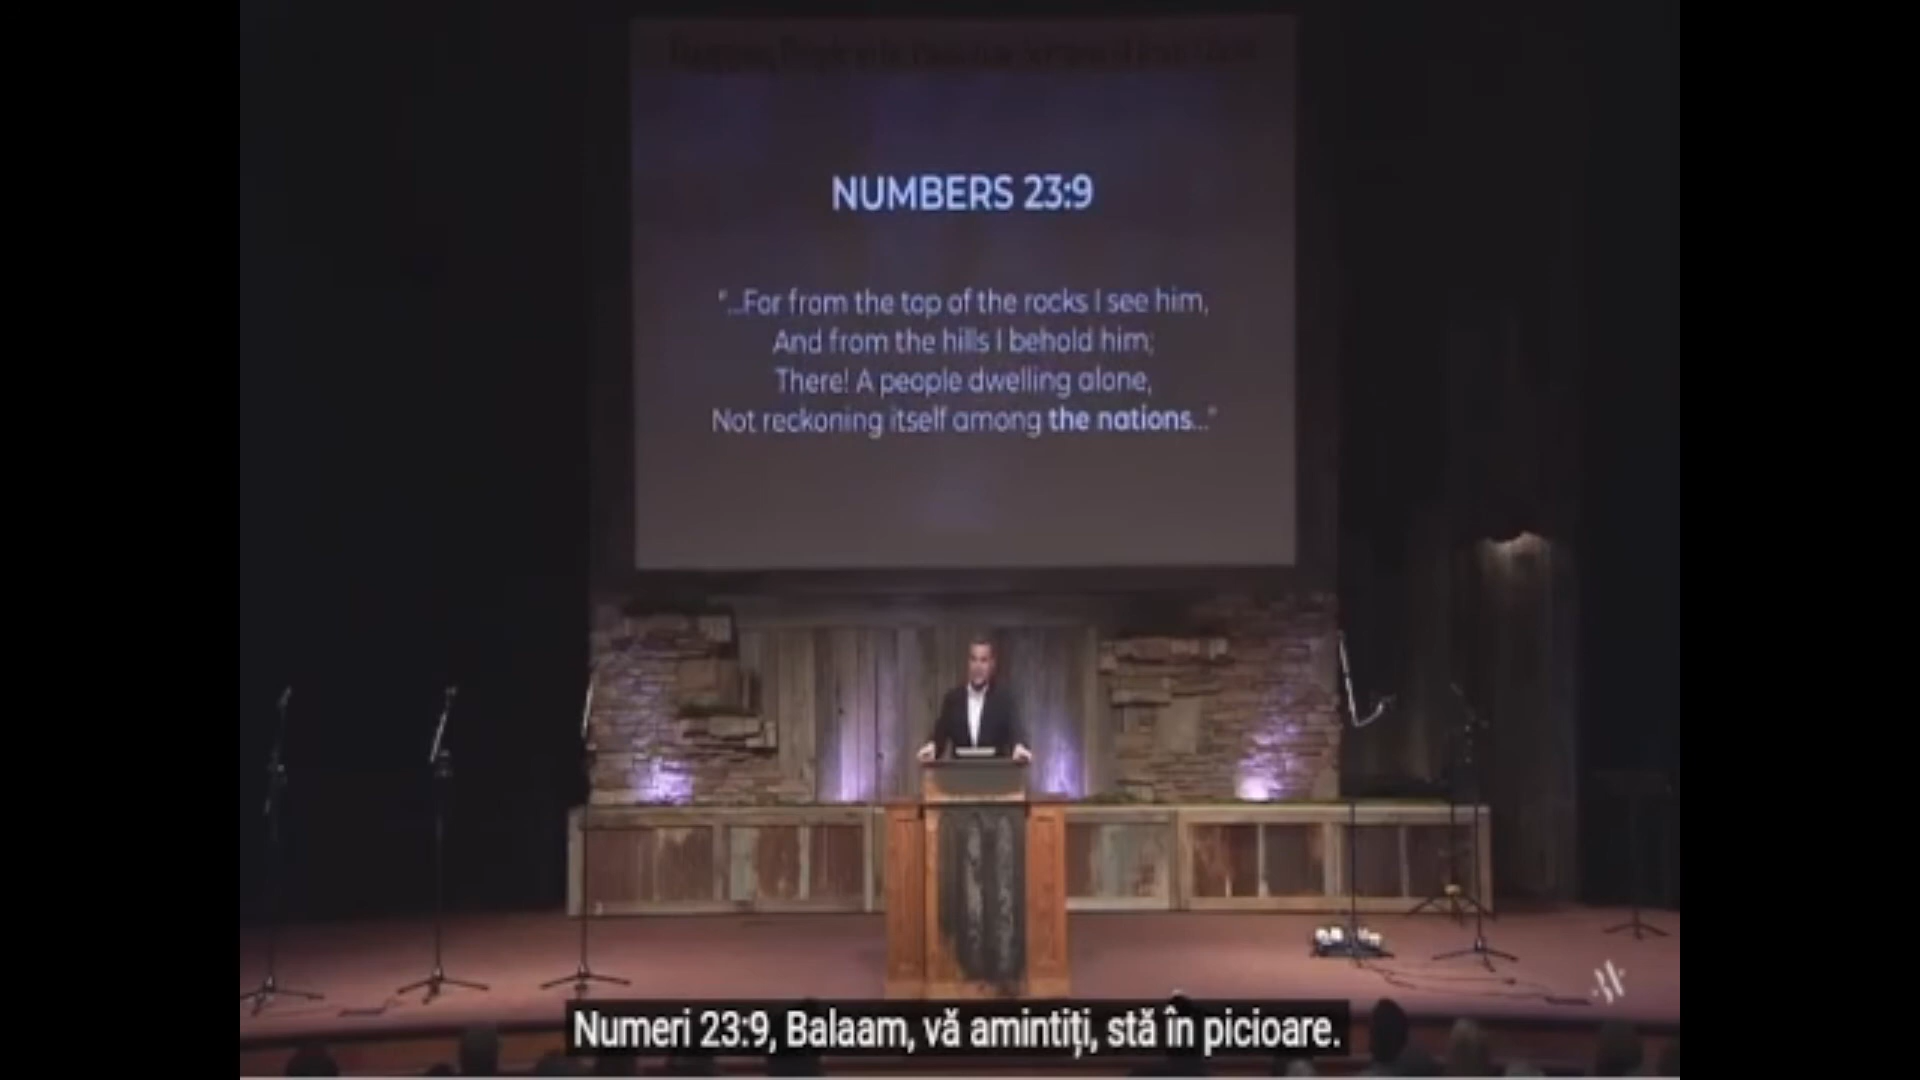 NUMBERS 23:9
"...For from the top of the rocks I see him,
And from the hills I behold him;
There! A people dwelling alone,
Not reckoning itself among the nations..."
Numeri 23:9, Balaam, vă amintiți, stă în picioare.